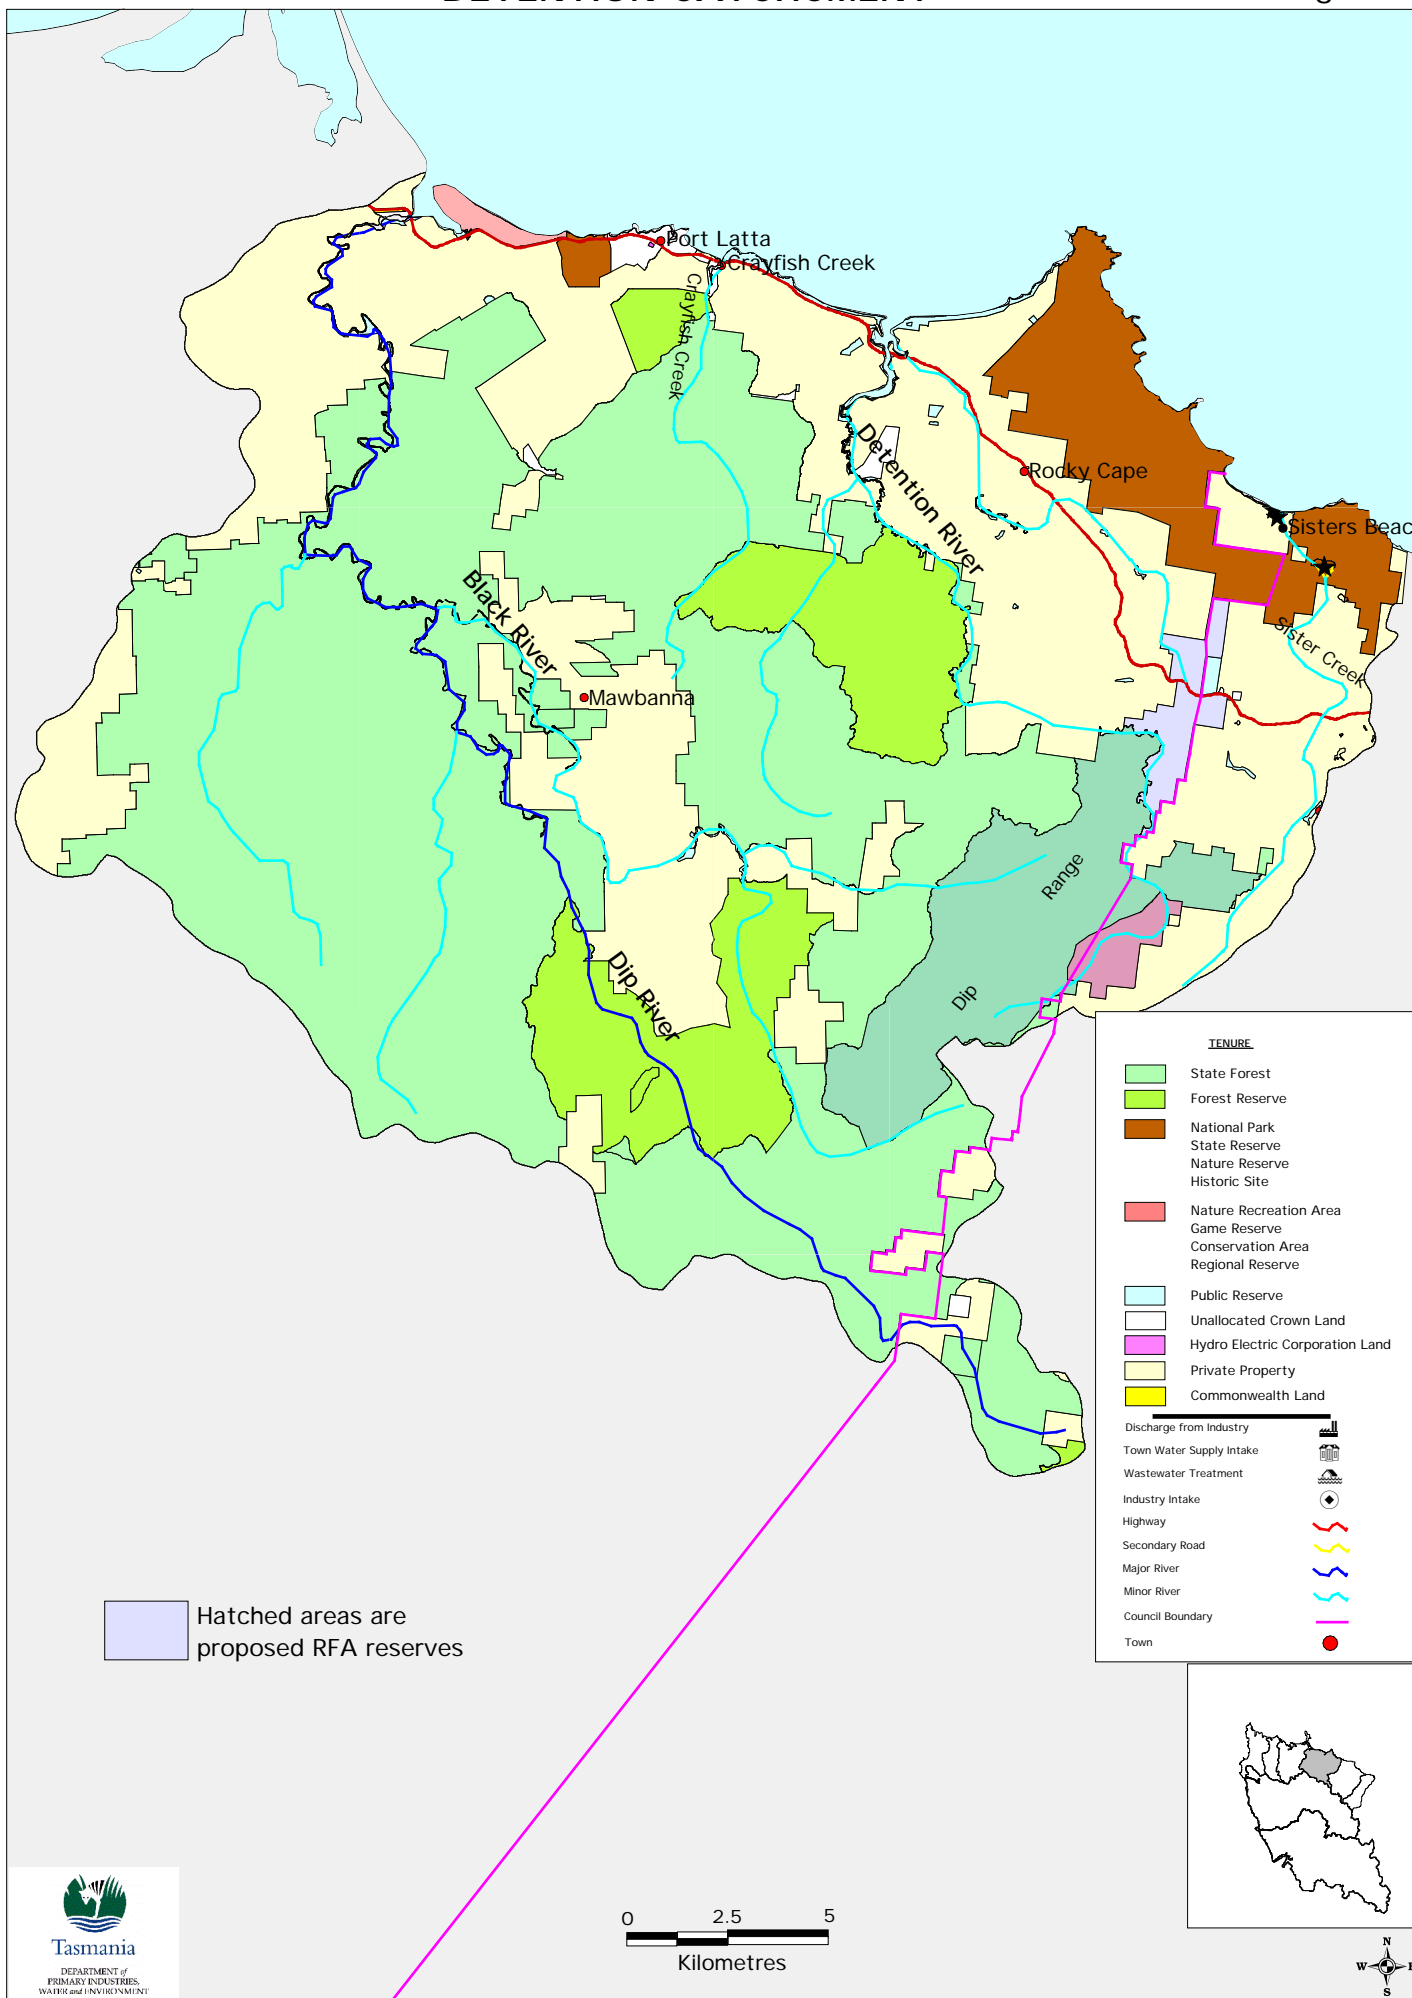 DETENTION CATCHMENT
Port Latta
Crayfish Creek
Crayfish Creek
Detention River
Rocky Cape
Sisters Beac
Black River
Sister Creek
Mawbanna
Range
Dip River
Dip
TENURE
State Forest
Forest Reserve
National Park
State Reserve
Nature Reserve
Historic Site
Nature Recreation Area
Game Reserve
Conservation Area
Regional Reserve
Public Reserve
Unallocated Crown Land
Hydro Electric Corporation Land
Private Property
Commonwealth Land
Discharge from Industry
Town Water Supply Intake
Wastewater Treatment
Industry Intake
Highway
Secondary Road
Major River
Minor River
Council Boundary
Town
Hatched areas are
proposed RFA reserves
0 2.5 5
Kilometres
Tasmania
DEPARTMENT of
PRIMARY INDUSTRIES,
WATER and ENVIRONMENT
N
W E
S